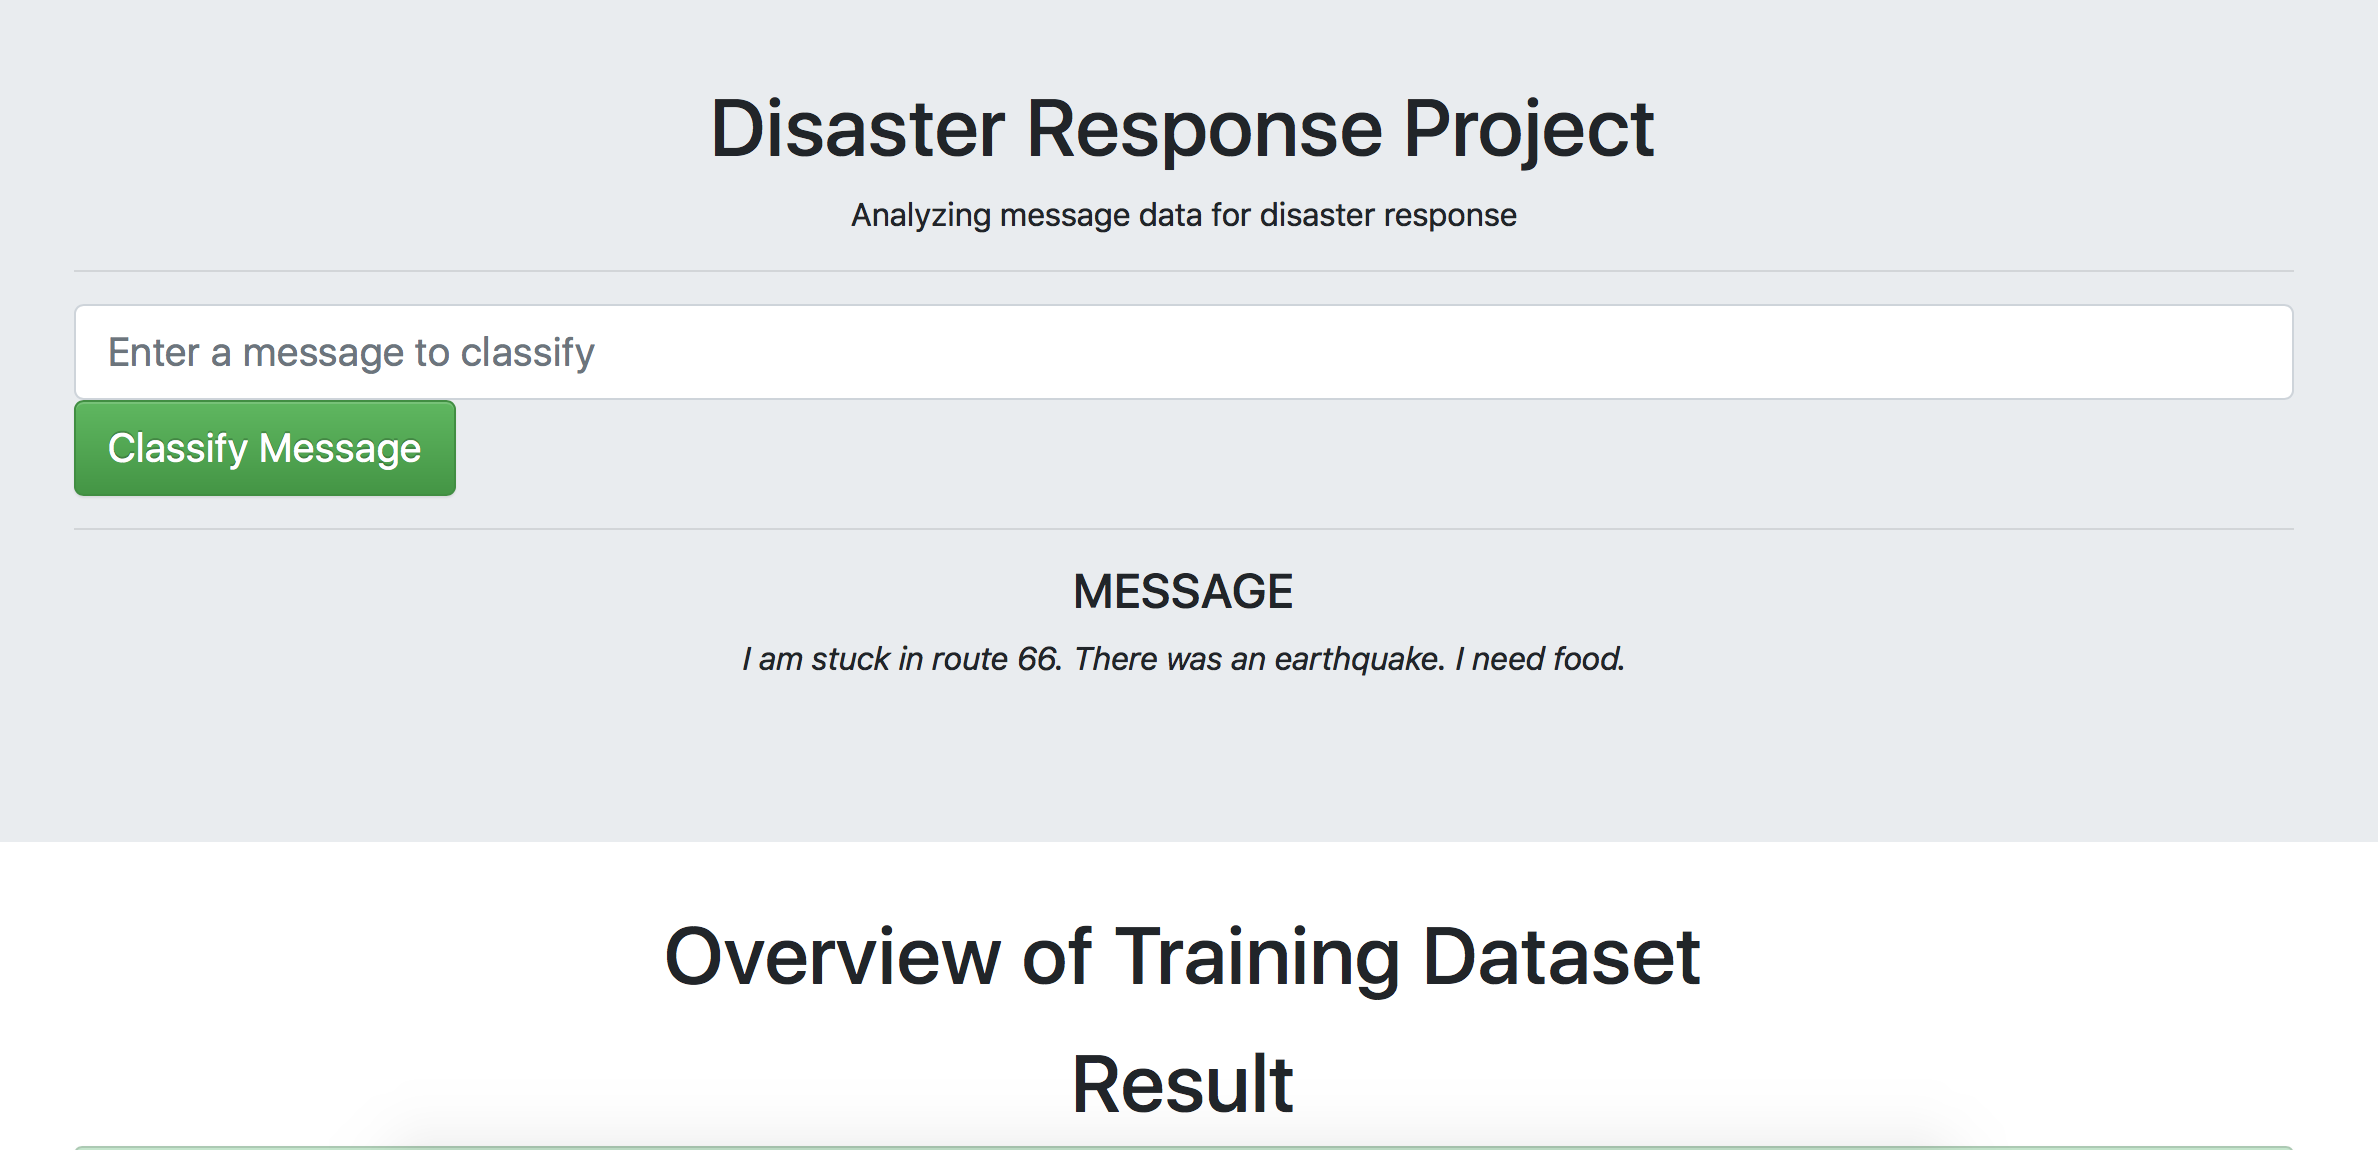 Disaster Response Project
Analyzing message data for disaster response
Enter a message to classify
Classify Message
MESSAGE
I am stuck in route 66. There was an earthquake. I need food.
Overview of Training Dataset
Result